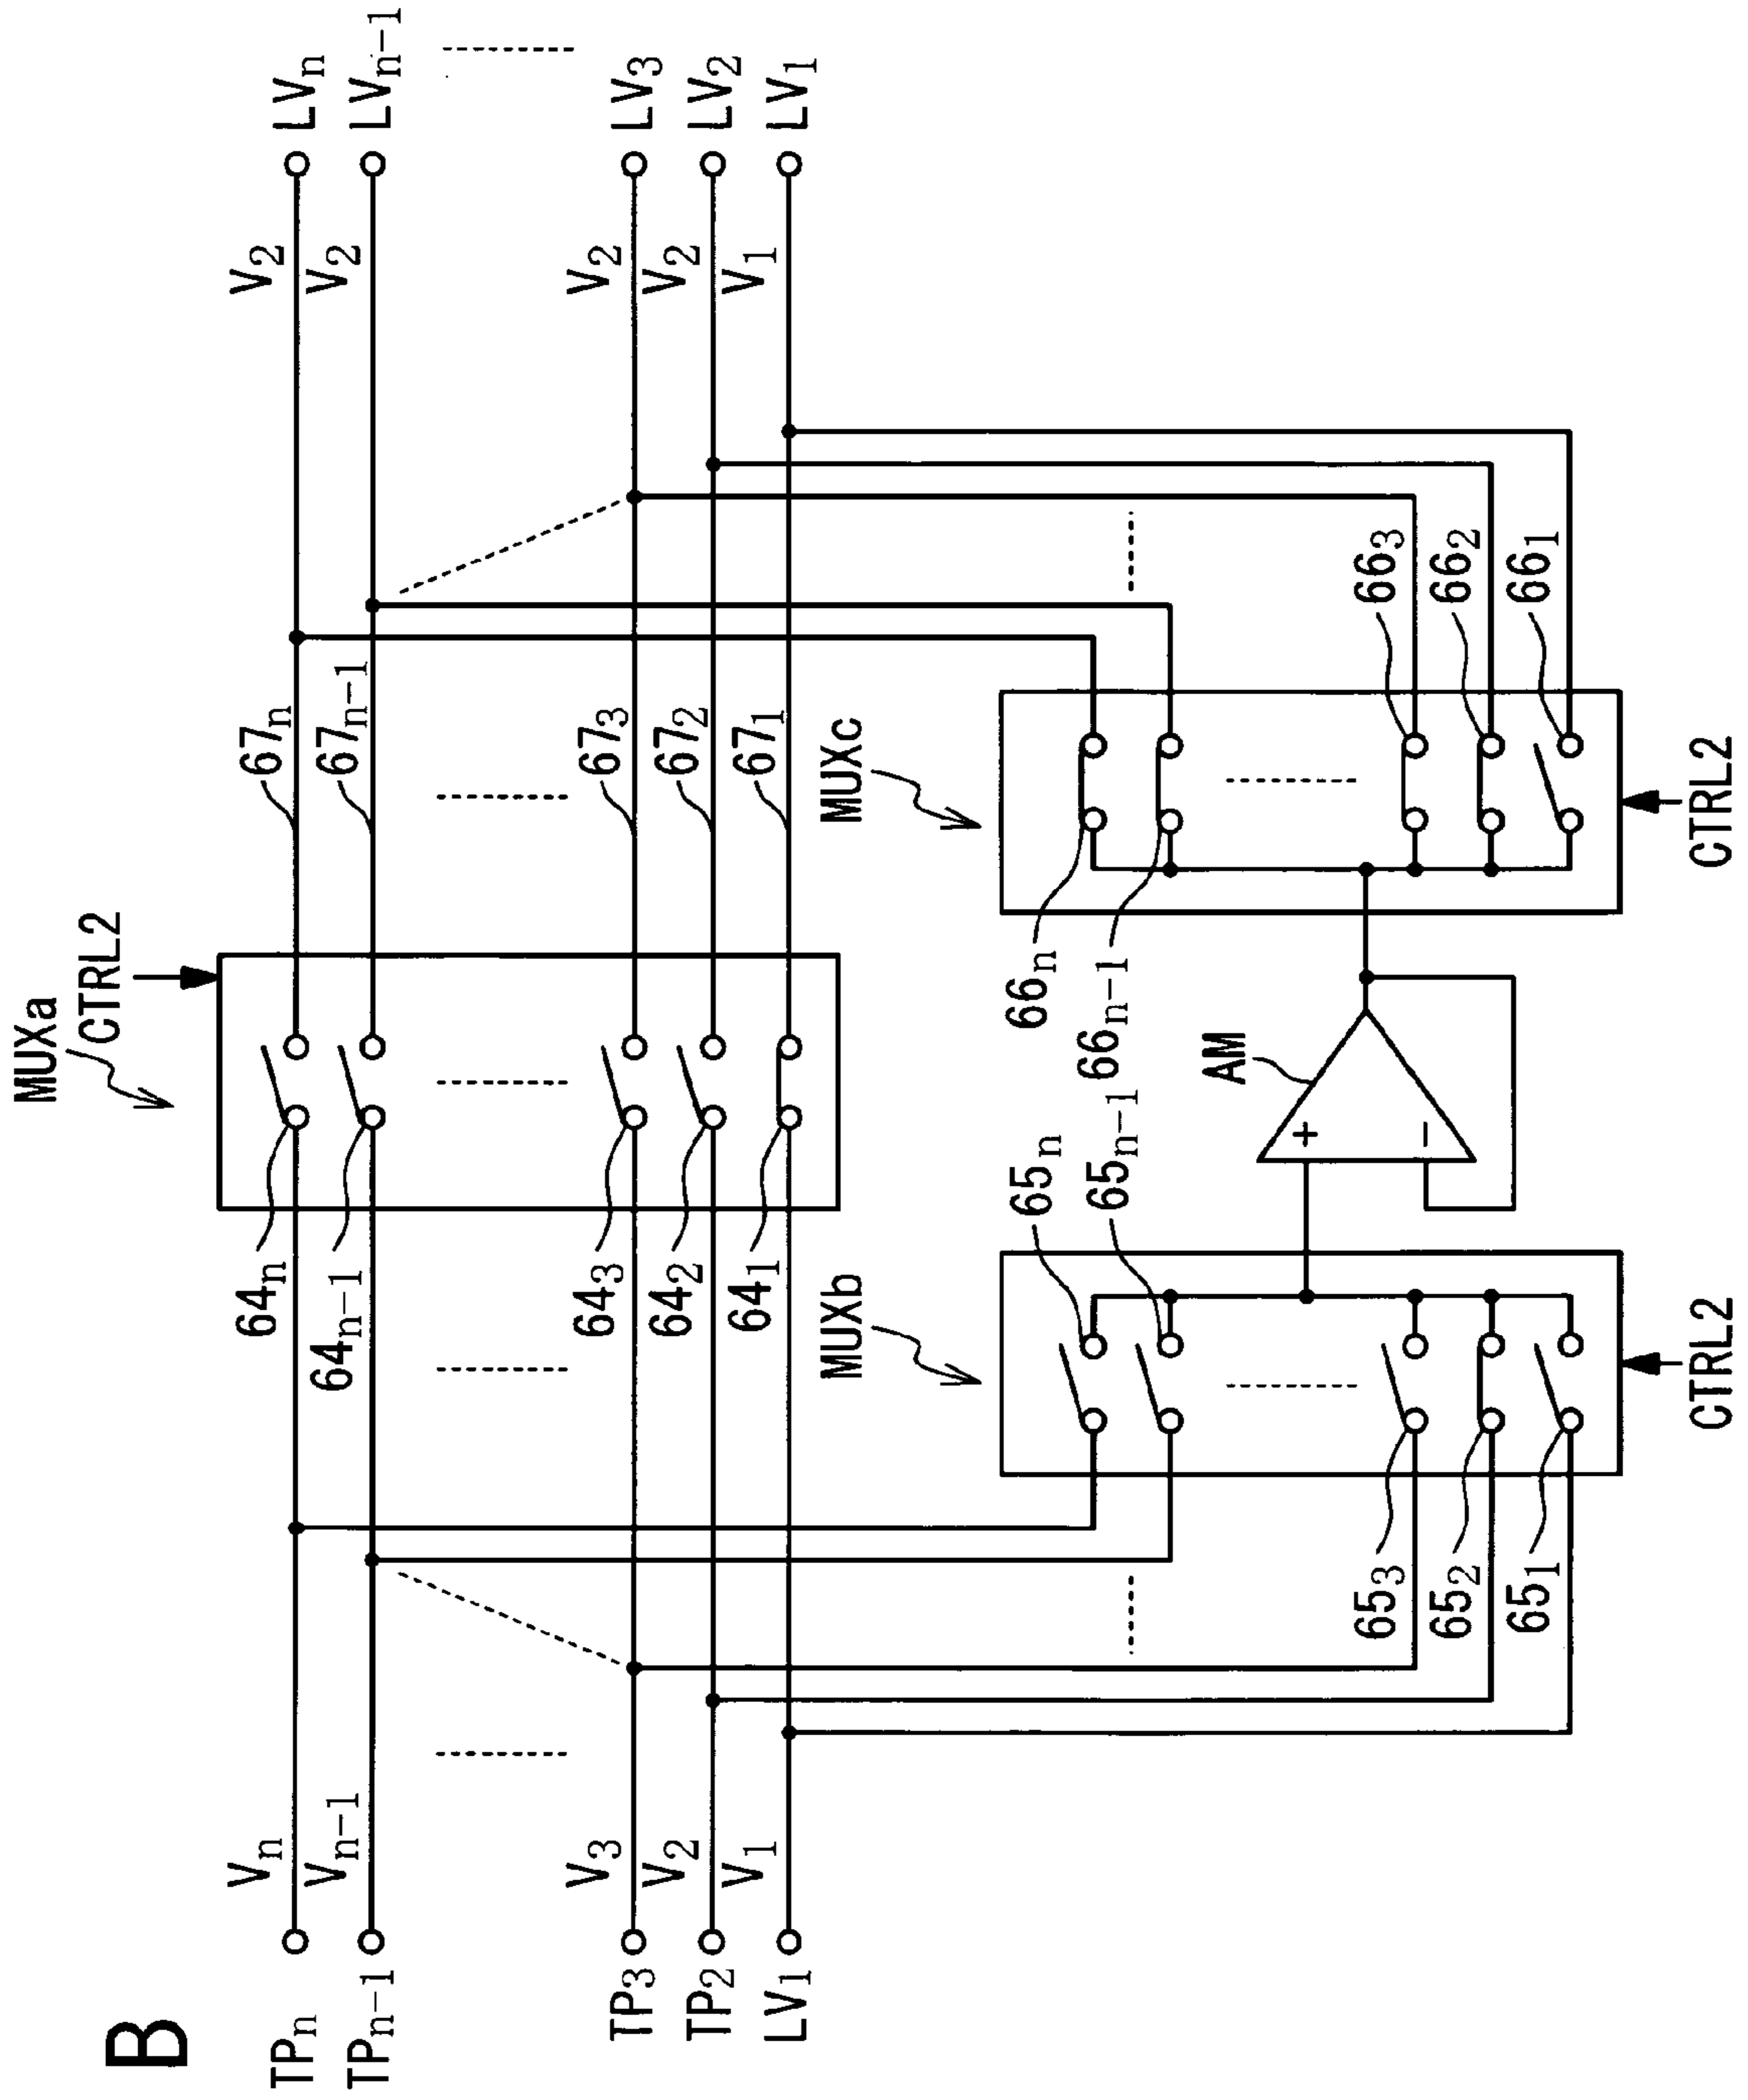 B
MUXa
CTRL2
TPₙ
Vₙ
64ₙ
67ₙ
V₂
LVₙ
TPₙ₋₁
Vₙ₋₁
64ₙ₋₁
67ₙ₋₁
V₂
LVₙ₋₁
TP₃
V₃
64₃
67₃
V₂
LV₃
TP₂
V₂
64₂
67₂
V₂
LV₂
LV₁
V₁
64₁
67₁
V₁
LV₁
MUXb
MUXc
65ₙ
65ₙ₋₁
AM
+
−
66ₙ
66ₙ₋₁
65₃
65₂
65₁
66₃
66₂
66₁
CTRL2
CTRL2